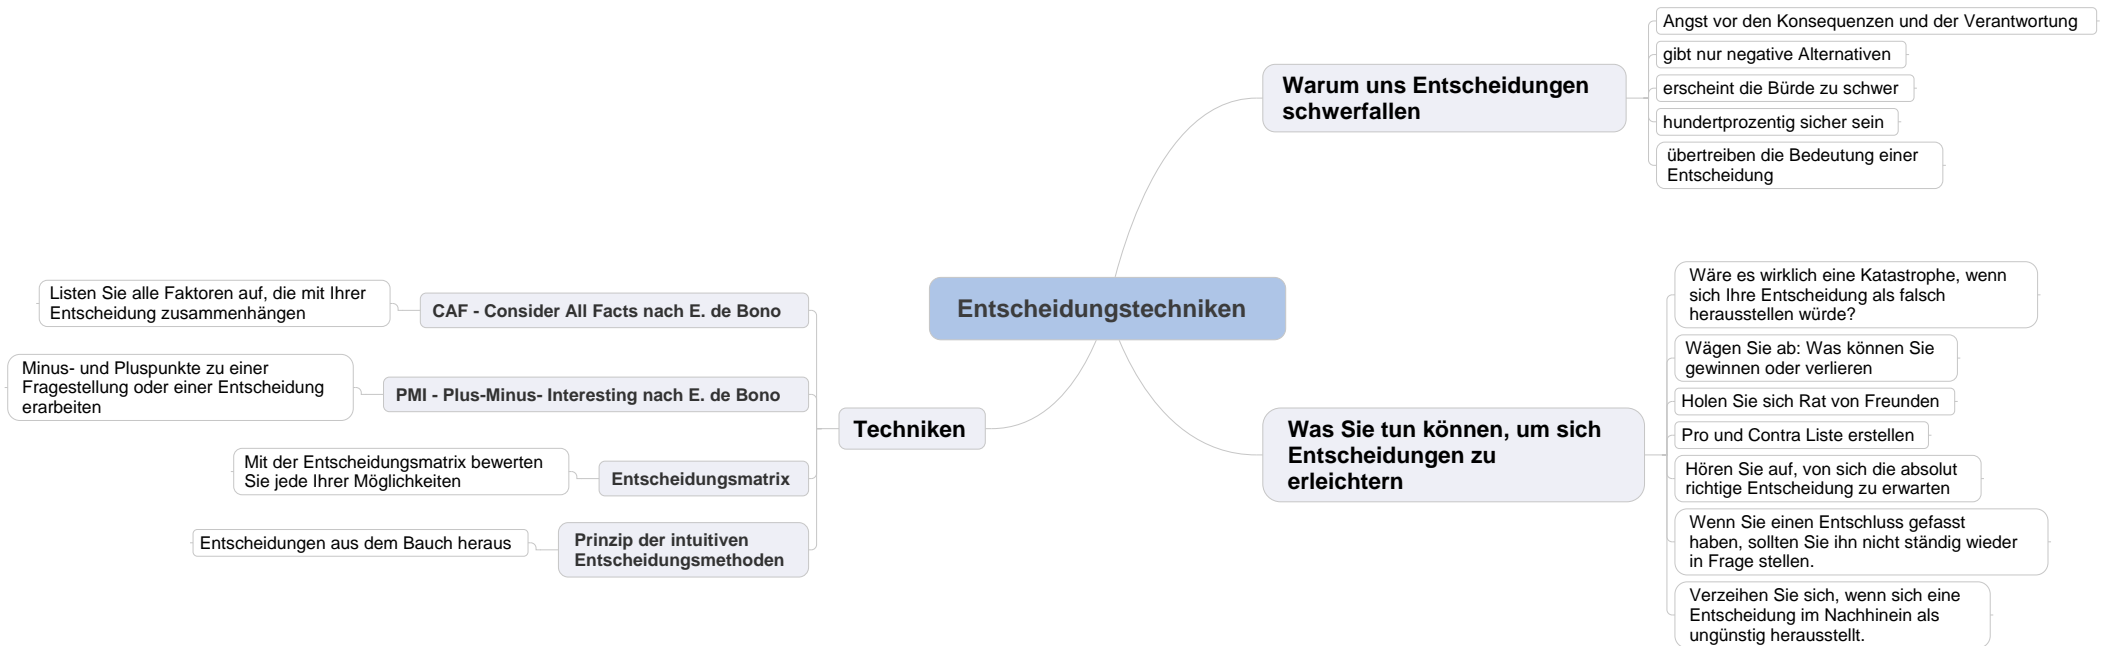 Entscheidungstechniken
Warum uns Entscheidungen
schwerfallen
Angst vor den Konsequenzen und der Verantwortung
gibt nur negative Alternativen
erscheint die Bürde zu schwer
hundertprozentig sicher sein
übertreiben die Bedeutung einer
Entscheidung
Was Sie tun können, um sich
Entscheidungen zu
erleichtern
Wäre es wirklich eine Katastrophe, wenn
sich Ihre Entscheidung als falsch
herausstellen würde?
Wägen Sie ab: Was können Sie
gewinnen oder verlieren
Holen Sie sich Rat von Freunden
Pro und Contra Liste erstellen
Hören Sie auf, von sich die absolut
richtige Entscheidung zu erwarten
Wenn Sie einen Entschluss gefasst
haben, sollten Sie ihn nicht ständig wieder
in Frage stellen.
Verzeihen Sie sich, wenn sich eine
Entscheidung im Nachhinein als
ungünstig herausstellt.
Techniken
CAF - Consider All Facts nach E. de Bono
Listen Sie alle Faktoren auf, die mit Ihrer
Entscheidung zusammenhängen
PMI - Plus-Minus- Interesting nach E. de Bono
Minus- und Pluspunkte zu einer
Fragestellung oder einer Entscheidung
erarbeiten
Entscheidungsmatrix
Mit der Entscheidungsmatrix bewerten
Sie jede Ihrer Möglichkeiten
Prinzip der intuitiven
Entscheidungsmethoden
Entscheidungen aus dem Bauch heraus